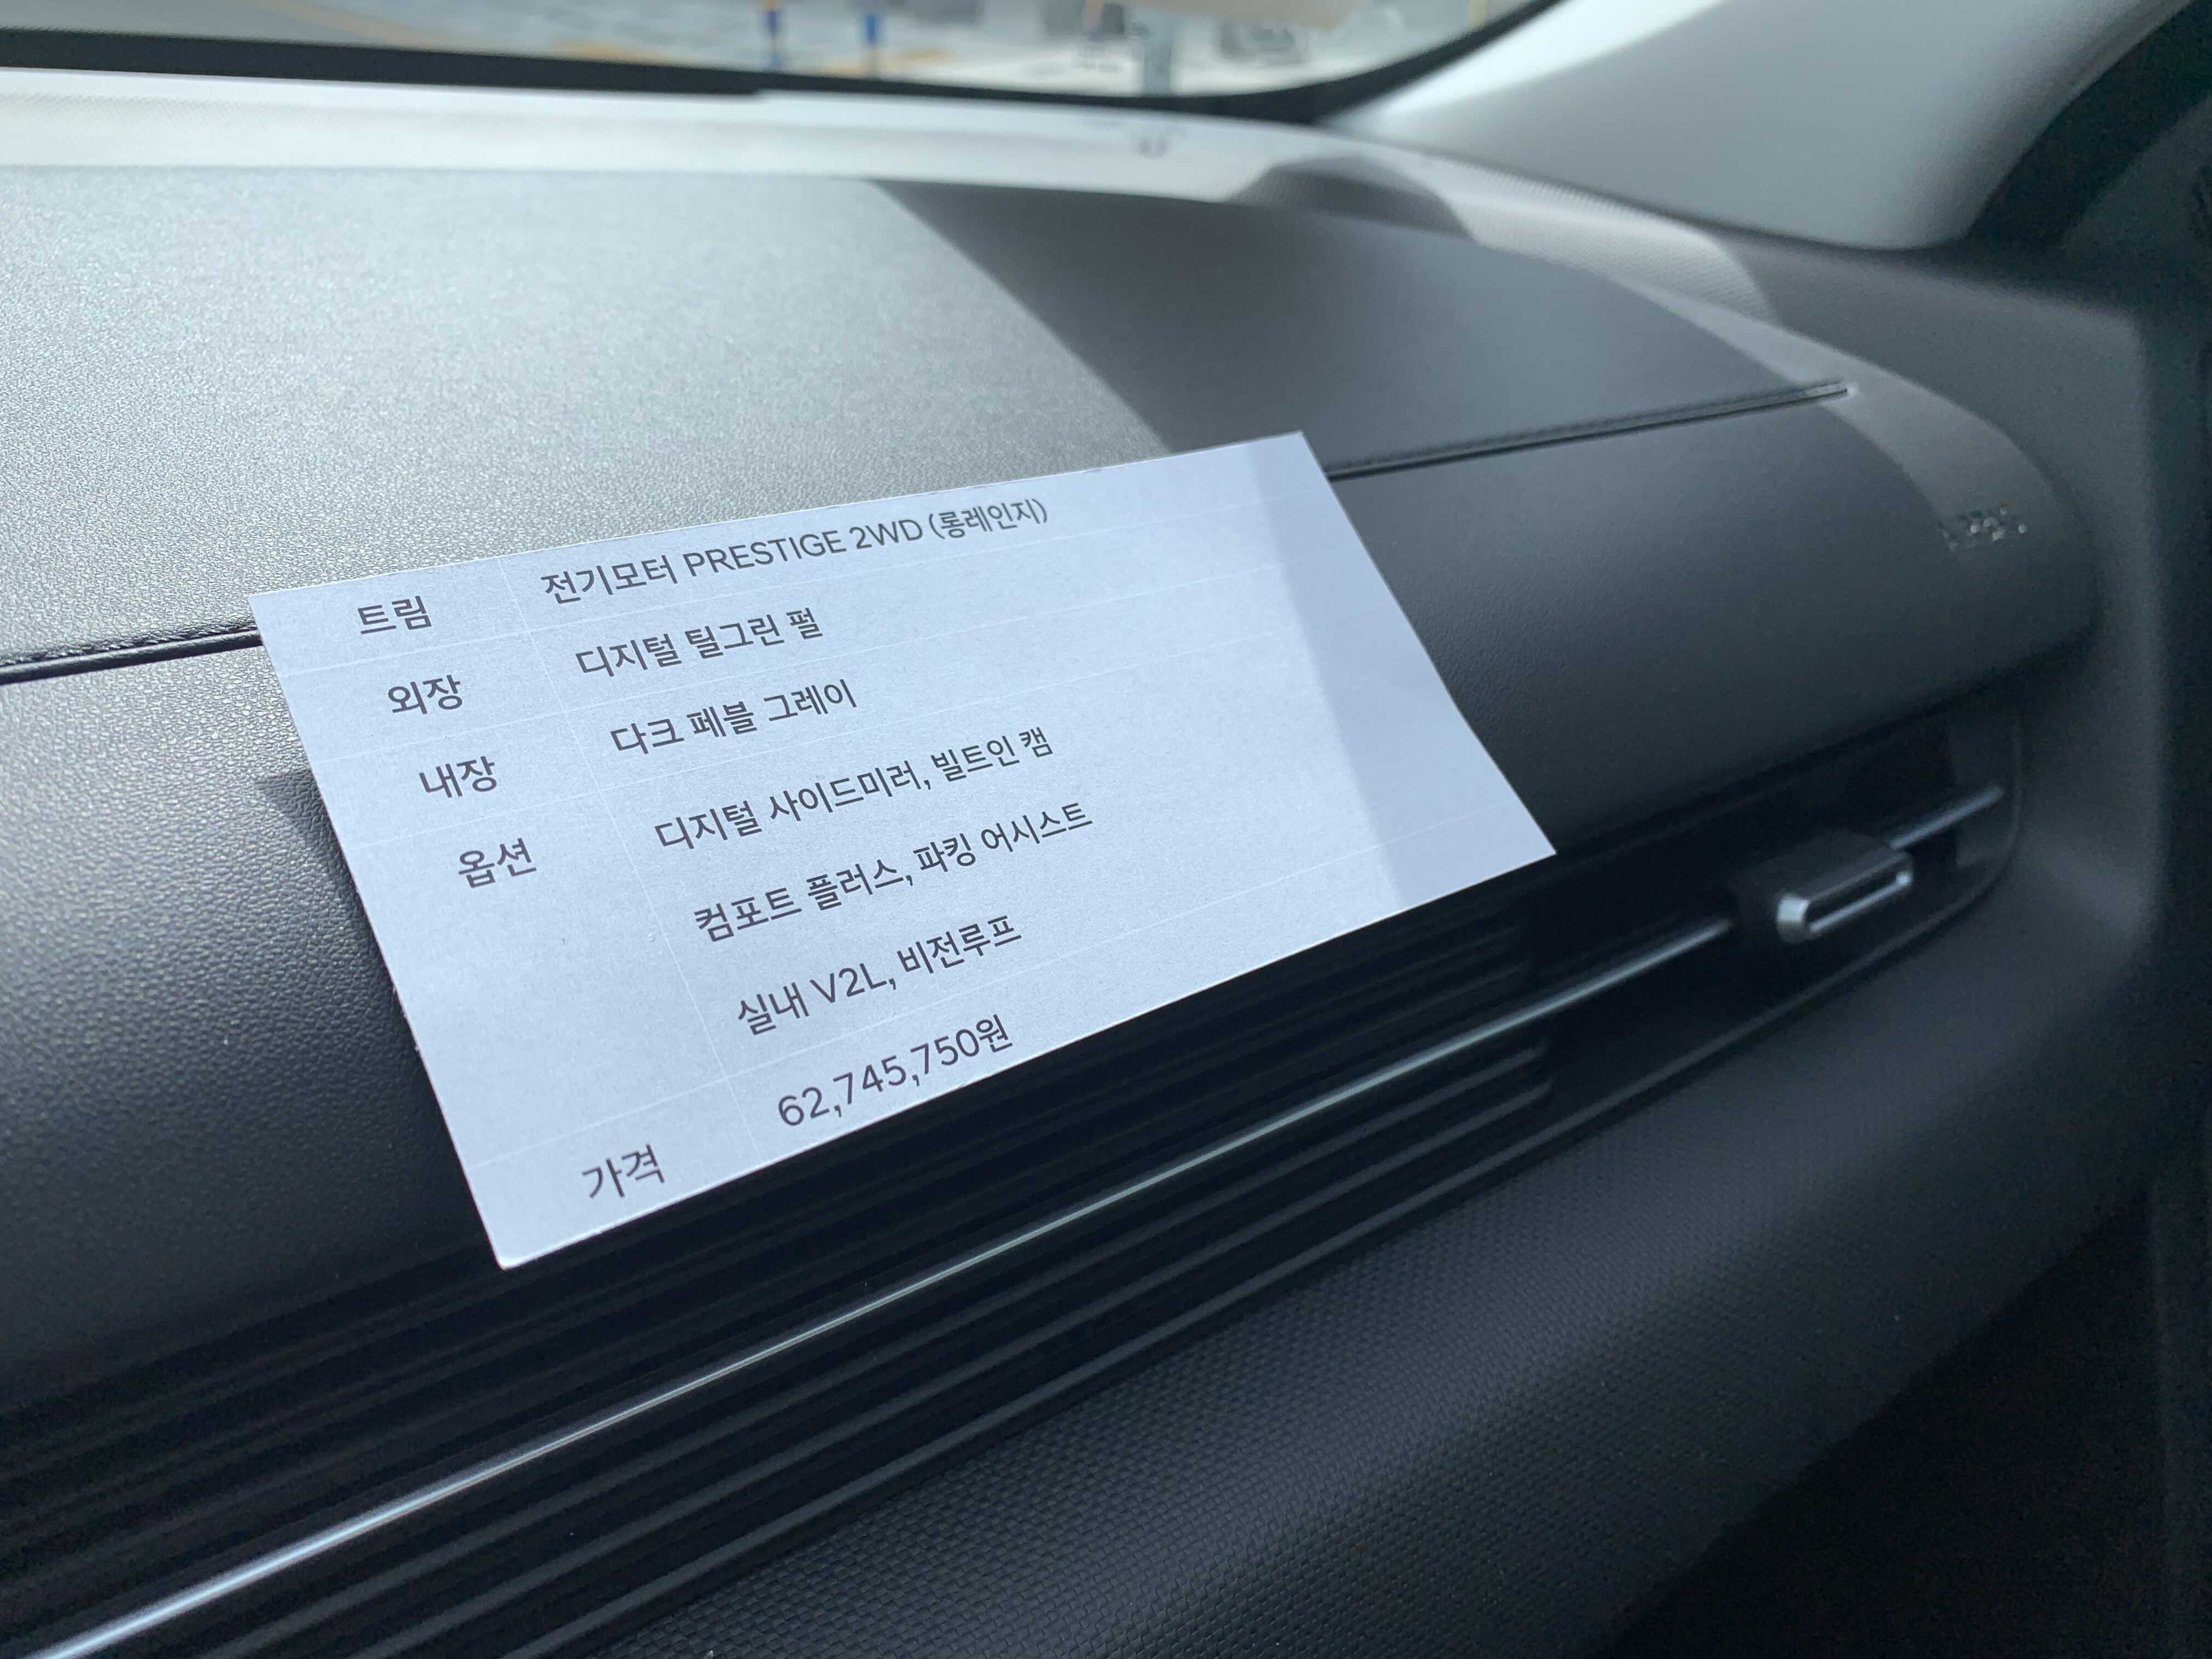 트림 전기모터 PRESTIGE 2WD (롱레인지)
외장 디지털 틸그린 펄
내장 다크 페블 그레이
옵션 디지털 사이드미러, 빌트인 캠
컴포트 플러스, 파킹 어시스트
실내 V2L, 비전루프
가격 62,745,750원